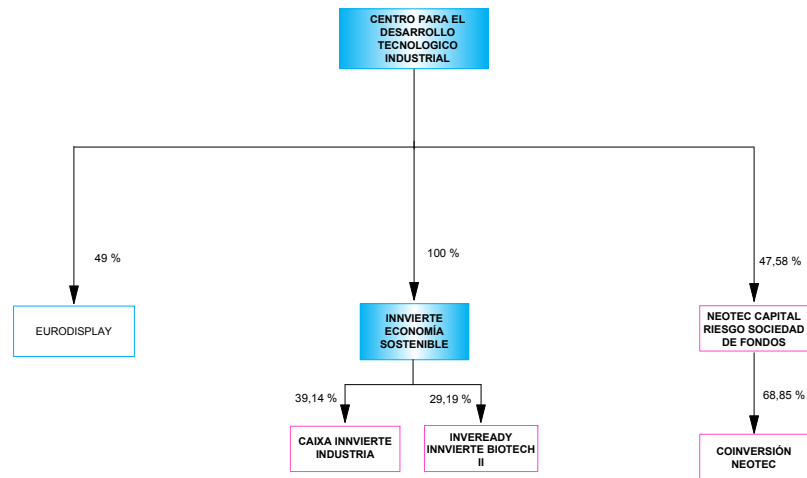 CENTRO PARA EL
DESARROLLO
TECNOLOGICO
INDUSTRIAL
49 %
100 %
47,58 %
EURODISPLAY
INNVIERTE
ECONOMÍA
SOSTENIBLE
NEOTEC CAPITAL
RIESGO SOCIEDAD
DE FONDOS
39,14 %
29,19 %
68,85 %
CAIXA INNVIERTE
INDUSTRIA
INVEREADY
INNVIERTE BIOTECH
II
COINVERSIÓN
NEOTEC